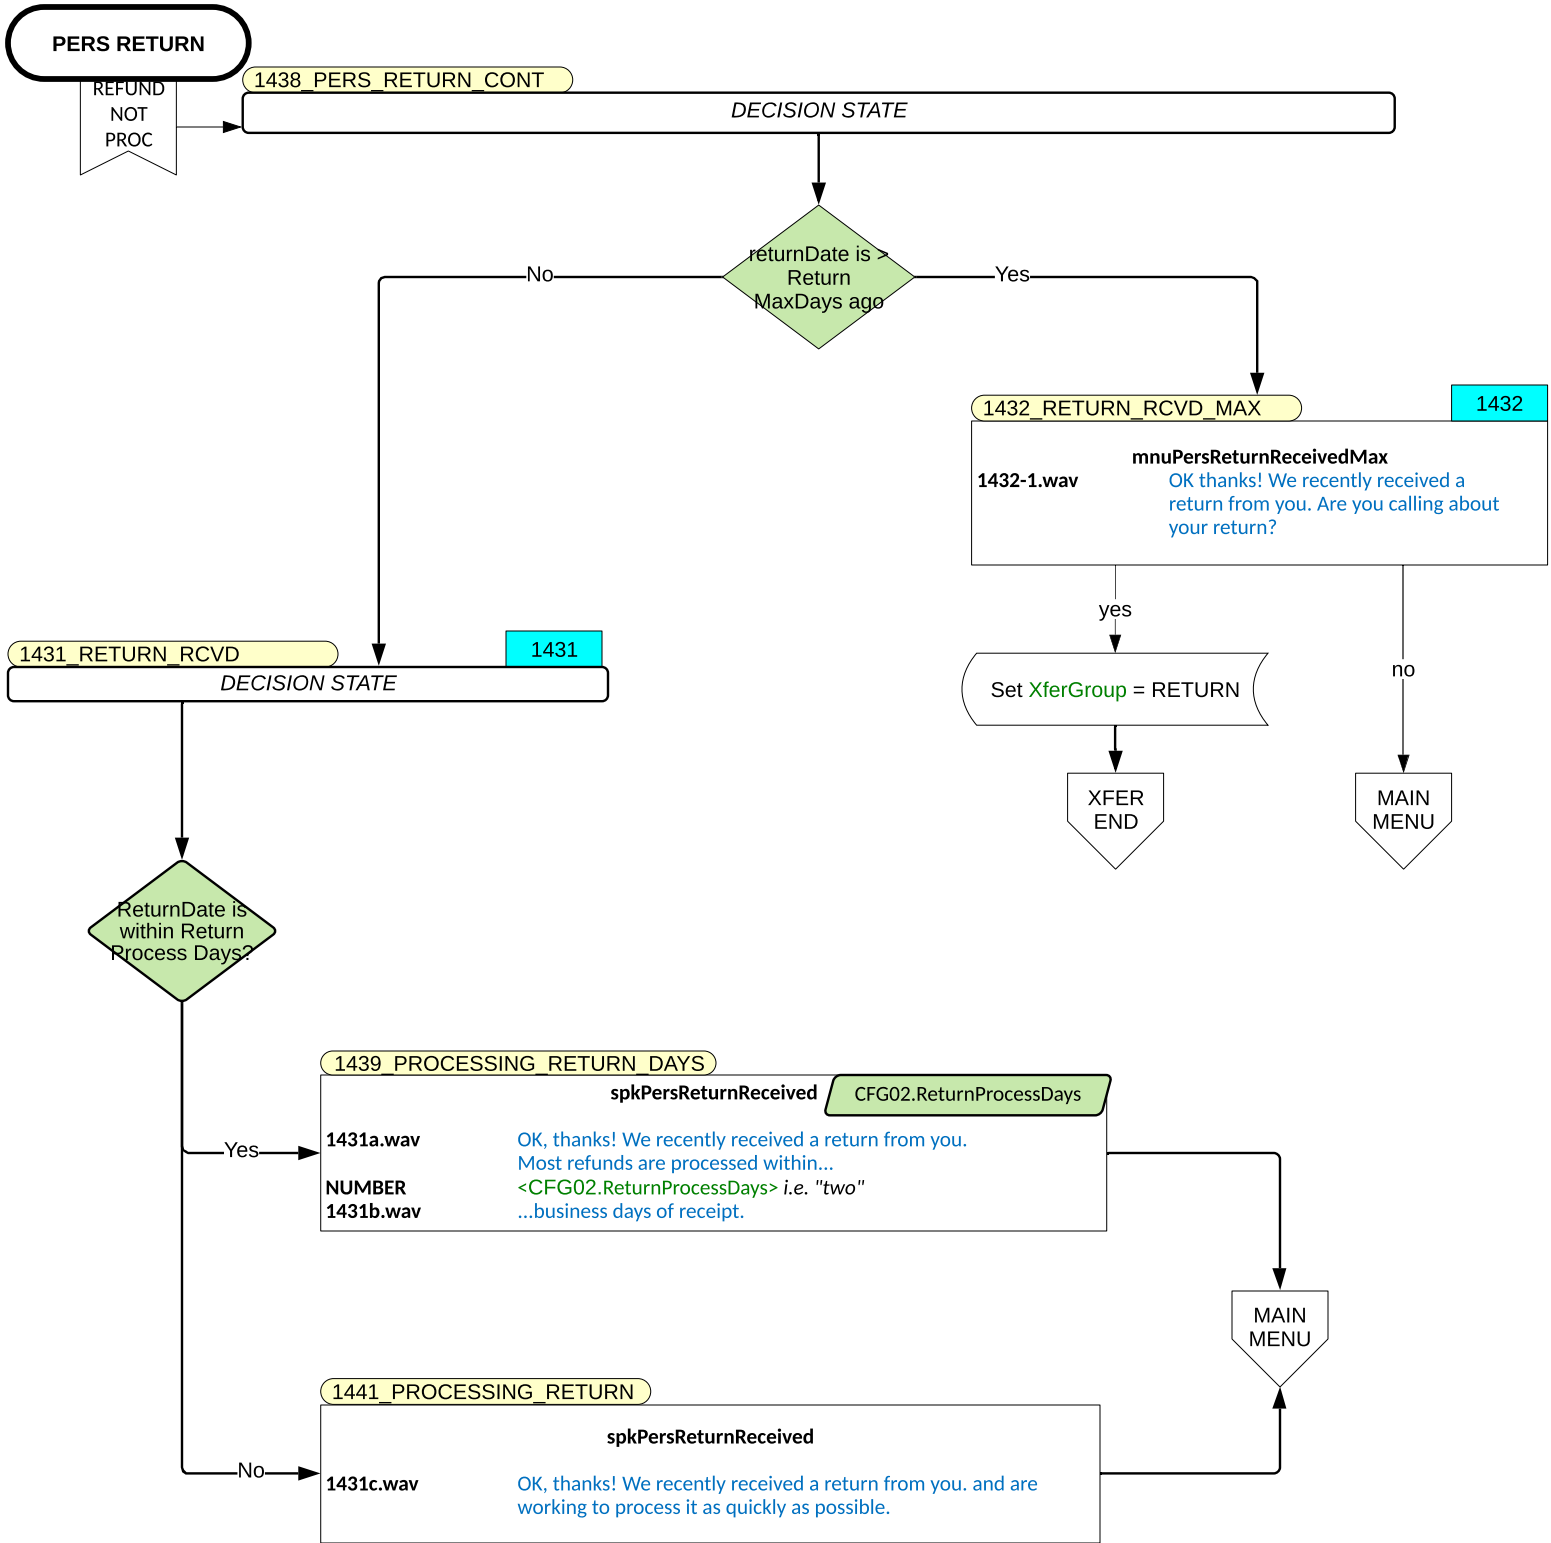 PERS RETURN
REFUND
NOT
PROC
1438_PERS_RETURN_CONT
DECISION STATE
returnDate is >
Return
MaxDays ago
No
Yes
1432_RETURN_RCVD_MAX
1432
mnuPersReturnReceivedMax
1432-1.wav OK thanks! We recently received a
return from you. Are you calling about
your return?
yes
no
Set XferGroup = RETURN
XFER
END
MAIN
MENU
1431_RETURN_RCVD
1431
DECISION STATE
ReturnDate is
within Return
Process Days?
Yes
1439_PROCESSING_RETURN_DAYS
spkPersReturnReceived
CFG02.ReturnProcessDays
1431a.wav OK, thanks! We recently received a return from you.
Most refunds are processed within...
NUMBER <CFG02.ReturnProcessDays> i.e. "two"
1431b.wav ...business days of receipt.
MAIN
MENU
No
1441_PROCESSING_RETURN
spkPersReturnReceived
1431c.wav OK, thanks! We recently received a return from you. and are
working to process it as quickly as possible.